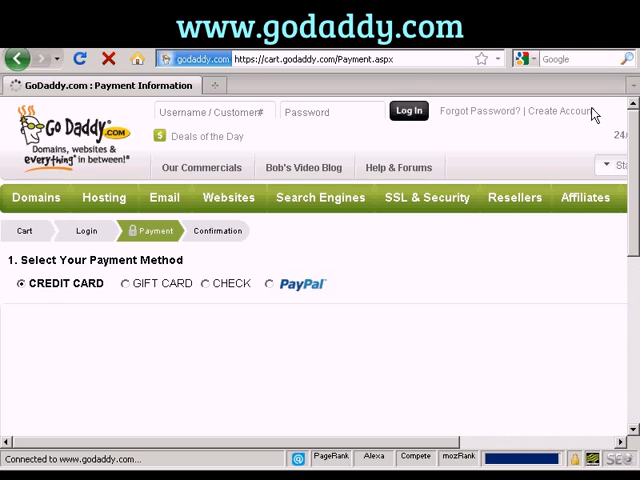 www.godaddy.com
godaddy.com https://cart.godaddy.com/Payment.aspx
Google
GoDaddy.com : Payment Information
Username / Customer# Password Log In Forgot Password? | Create Account
Go Daddy .COM
Domains, websites & everything* in between!®
$ Deals of the Day
24/
Our Commercials Bob's Video Blog Help & Forums Sta
Domains Hosting Email Websites Search Engines SSL & Security Resellers Affiliates
Cart Login Payment Confirmation
1. Select Your Payment Method
CREDIT CARD GIFT CARD CHECK PayPal
Connected to www.godaddy.com... @ PageRank Alexa Compete mozRank SE